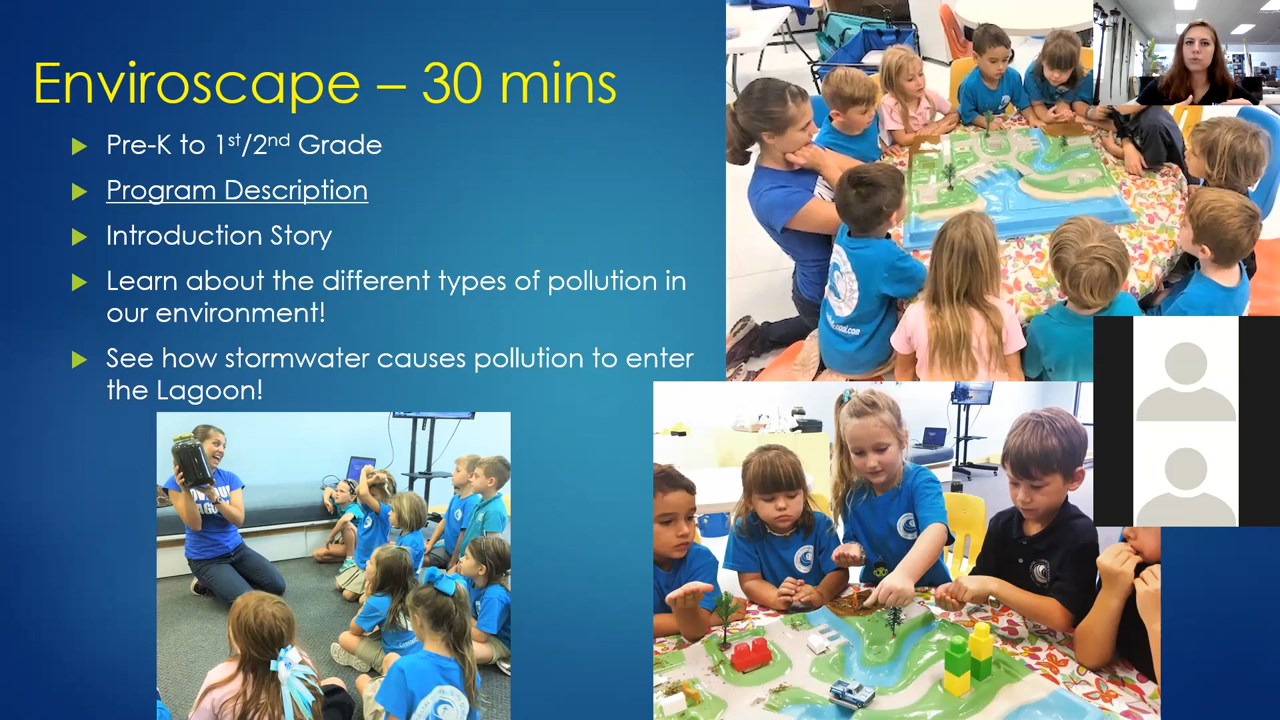 Enviroscape – 30 mins
Pre-K to 1st/2nd Grade
Program Description
Introduction Story
Learn about the different types of pollution in
our environment!
See how stormwater causes pollution to enter
the Lagoon!